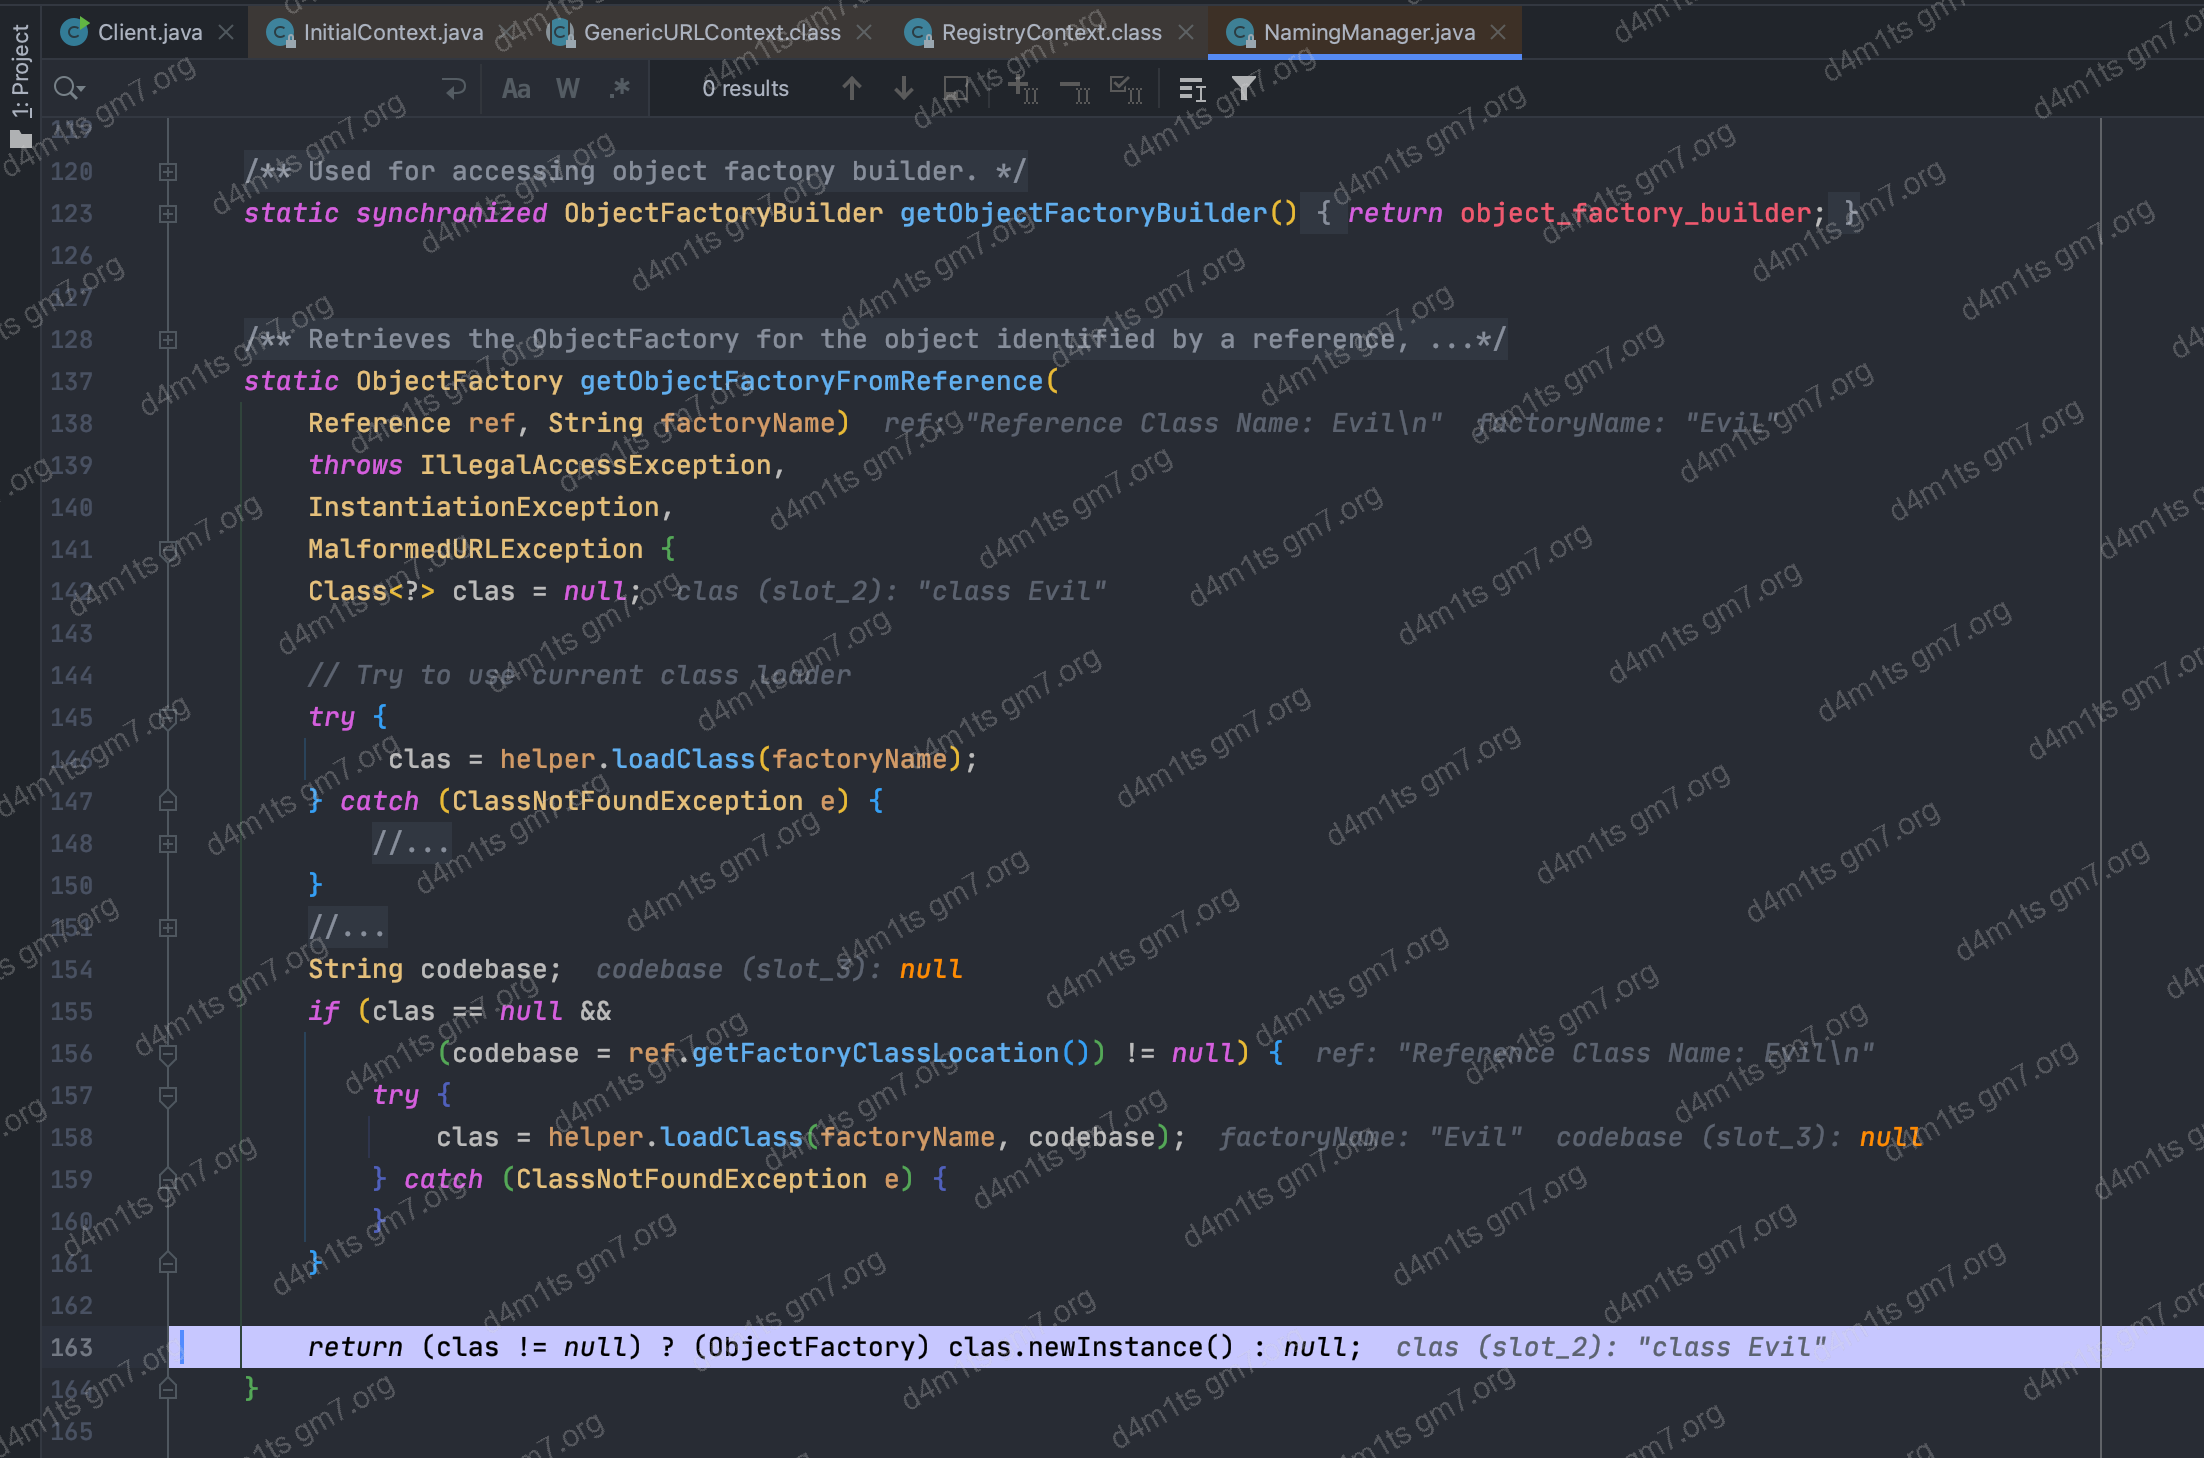 1: Project
Client.java InitialContext.java GenericURLContext.class RegistryContext.class NamingManager.java
Aa W .* 0 results
119
120 /** Used for accessing object factory builder. */
123 static synchronized ObjectFactoryBuilder getObjectFactoryBuilder() { return object_factory_builder; }
126
127
128 /** Retrieves the ObjectFactory for the object identified by a reference, ...*/
137 static ObjectFactory getObjectFactoryFromReference(
138 Reference ref, String factoryName) ref: "Reference Class Name: Evil\n" factoryName: "Evil"
139 throws IllegalAccessException,
140 InstantiationException,
141 MalformedURLException {
142 Class<?> clas = null; clas (slot_2): "class Evil"
143
144 // Try to use current class loader
145 try {
146 clas = helper.loadClass(factoryName);
147 } catch (ClassNotFoundException e) {
148 //...
150 }
151 //...
154 String codebase; codebase (slot_3): null
155 if (clas == null &&
156 (codebase = ref.getFactoryClassLocation()) != null) { ref: "Reference Class Name: Evil\n"
157 try {
158 clas = helper.loadClass(factoryName, codebase); factoryName: "Evil" codebase (slot_3): null
159 } catch (ClassNotFoundException e) {
160 }
161 }
162
163 return (clas != null) ? (ObjectFactory) clas.newInstance() : null; clas (slot_2): "class Evil"
164 }
165
d4m1ts gm7.org